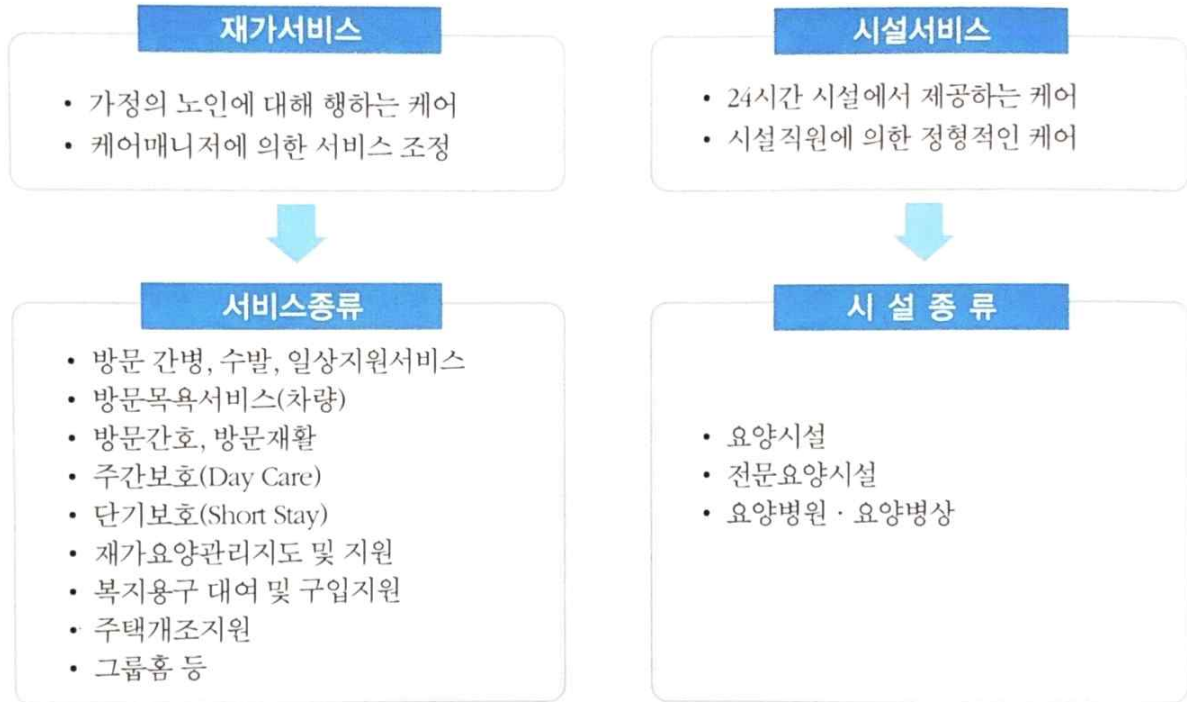 재가서비스
• 가정의 노인에 대해 행하는 케어
• 케어매니저에 의한 서비스 조정
서비스종류
• 방문 간병, 수발, 일상지원서비스
• 방문목욕서비스(차량)
• 방문간호, 방문재활
• 주간보호(Day Care)
• 단기보호(Short Stay)
• 재가요양관리지도 및 지원
• 복지용구 대여 및 구입지원
• 주택개조지원
• 그룹홈 등
시설서비스
• 24시간 시설에서 제공하는 케어
• 시설직원에 의한 정형적인 케어
시 설 종 류
• 요양시설
• 전문요양시설
• 요양병원 · 요양병상